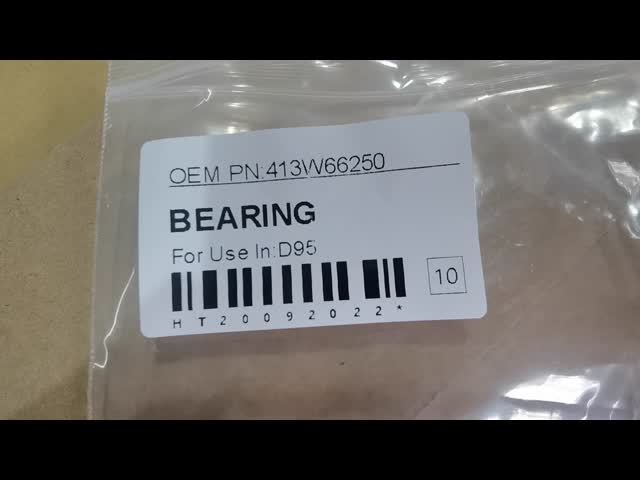 OEM PN:413W66250
BEARING
For Use In:D95
10
HT20092022*